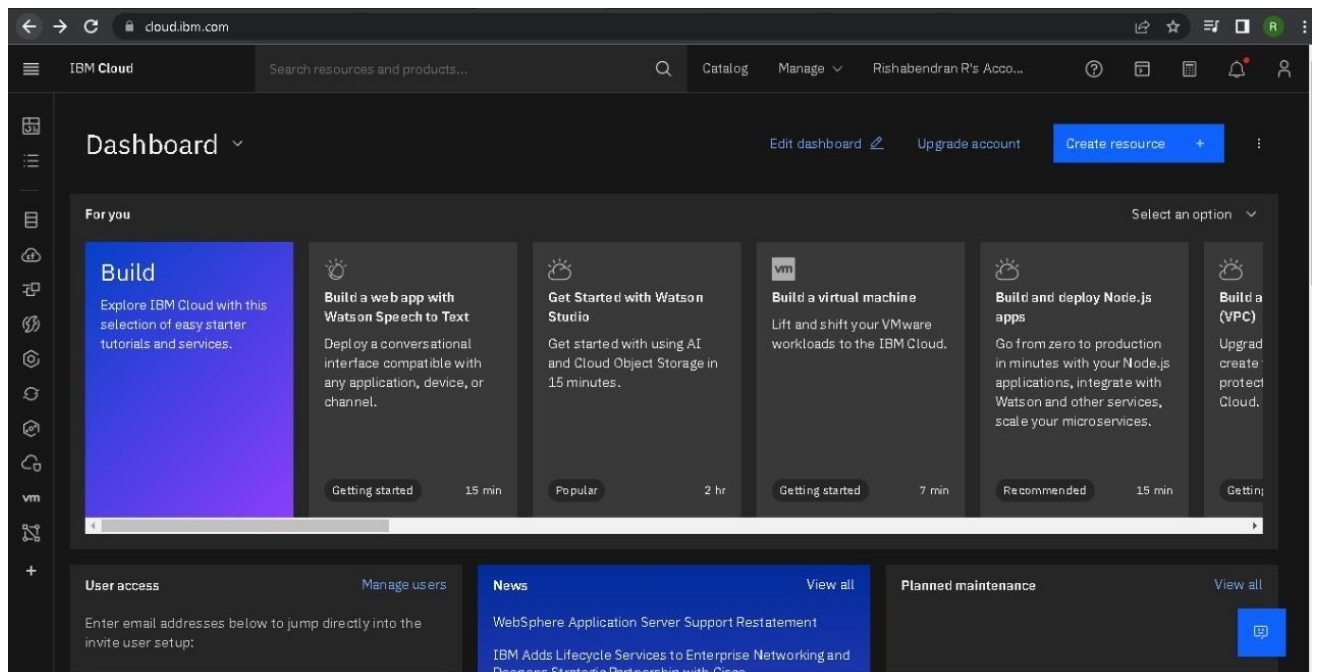 cloud.ibm.com
R
IBM Cloud
Search resources and products...
Catalog
Manage
Rishabendran R's Acco...
Dashboard
Edit dashboard
Upgrade account
Create resource +
For you
Select an option
Build
Explore IBM Cloud with this
selection of easy starter
tutorials and services.
Build a web app with
Watson Speech to Text
Deploy a conversational
interface compatible with
any application, device, or
channel.
Getting started
15 min
Get Started with Watson
Studio
Get started with using AI
and Cloud Object Storage in
15 minutes.
Popular
2 hr
vm
Build a virtual machine
Lift and shift your VMware
workloads to the IBM Cloud.
Getting started
7 min
Build and deploy Node.js
apps
Go from zero to production
in minutes with your Node.js
applications, integrate with
Watson and other services,
scale your microservices.
Recommended
15 min
Build a
(VPC)
Upgrad
create
protect
Cloud.
Gettin
vm
User access
Manage users
Enter email addresses below to jump directly into the
invite user setup:
News
View all
WebSphere Application Server Support Restatement
IBM Adds Lifecycle Services to Enterprise Networking and
Deepens Strategic Partnership with Cisco
Planned maintenance
View all